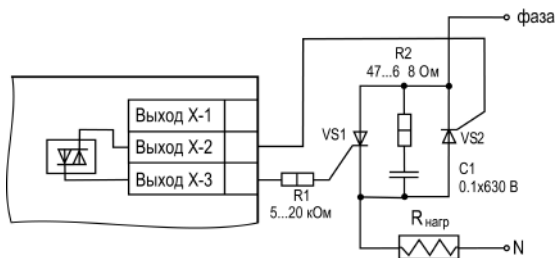 фаза
R2
47...6 8 Ом
Выход X-1
Выход X-2
Выход X-3
VS1
VS2
C1
0.1x630 В
R1
5...20 кОм
R нагр
N